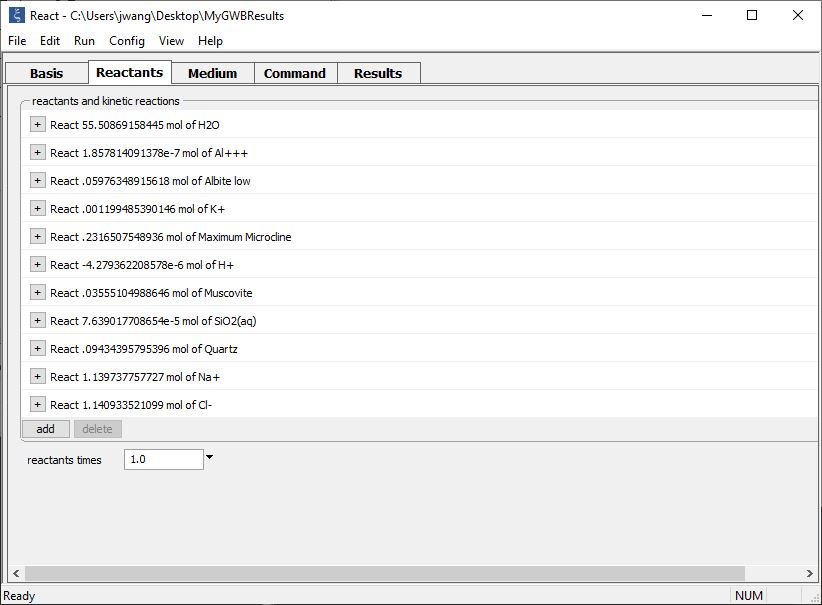 React - C:\Users\jwang\Desktop\MyGWBResults
File Edit Run Config View Help
Basis Reactants Medium Command Results
reactants and kinetic reactions
+ React 55.50869158445 mol of H2O
+ React 1.857814091378e-7 mol of Al+++
+ React .05976348915618 mol of Albite low
+ React .001199485390146 mol of K+
+ React .2316507548936 mol of Maximum Microcline
+ React -4.279362208578e-6 mol of H+
+ React .03555104988646 mol of Muscovite
+ React 7.639017708654e-5 mol of SiO2(aq)
+ React .09434395795396 mol of Quartz
+ React 1.139737757727 mol of Na+
+ React 1.140933521099 mol of Cl-
add delete
reactants times 1.0
Ready NUM